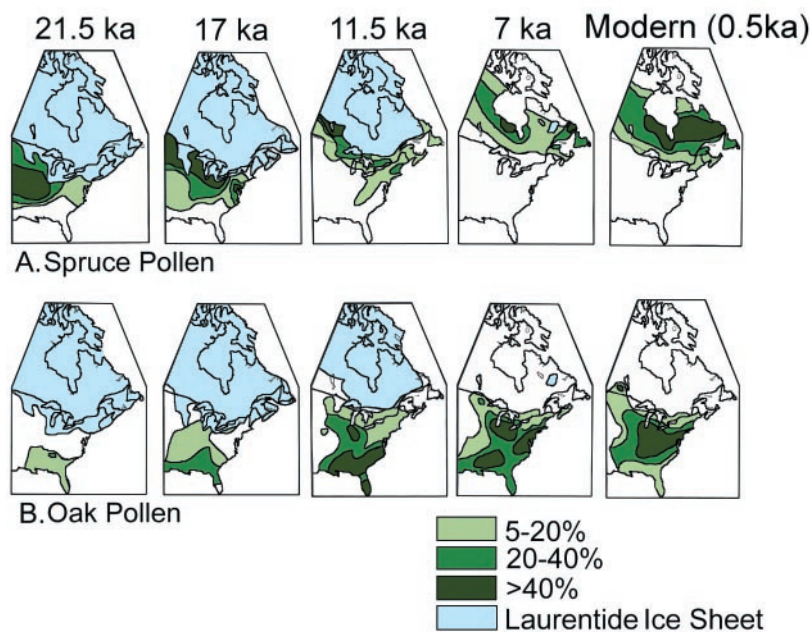 21.5 ka 17 ka 11.5 ka 7 ka Modern (0.5ka)
A. Spruce Pollen
B. Oak Pollen
5-20%
20-40%
>40%
Laurentide Ice Sheet